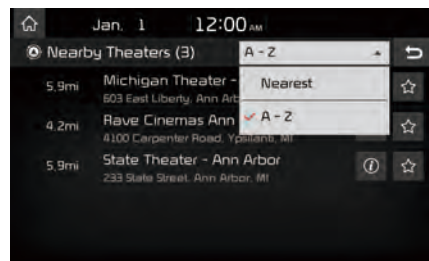 Jan. 1 12:00 AM
Nearby Theaters (3) A - Z
Nearest
A - Z
5.9mi Michigan Theater -
603 East Liberty, Ann Arb
4.2mi Rave Cinemas Ann
4100 Carpenter Road, Ypsilanti, MI
5.9mi State Theater - Ann Arbor
233 State Street, Ann Arbor, MI